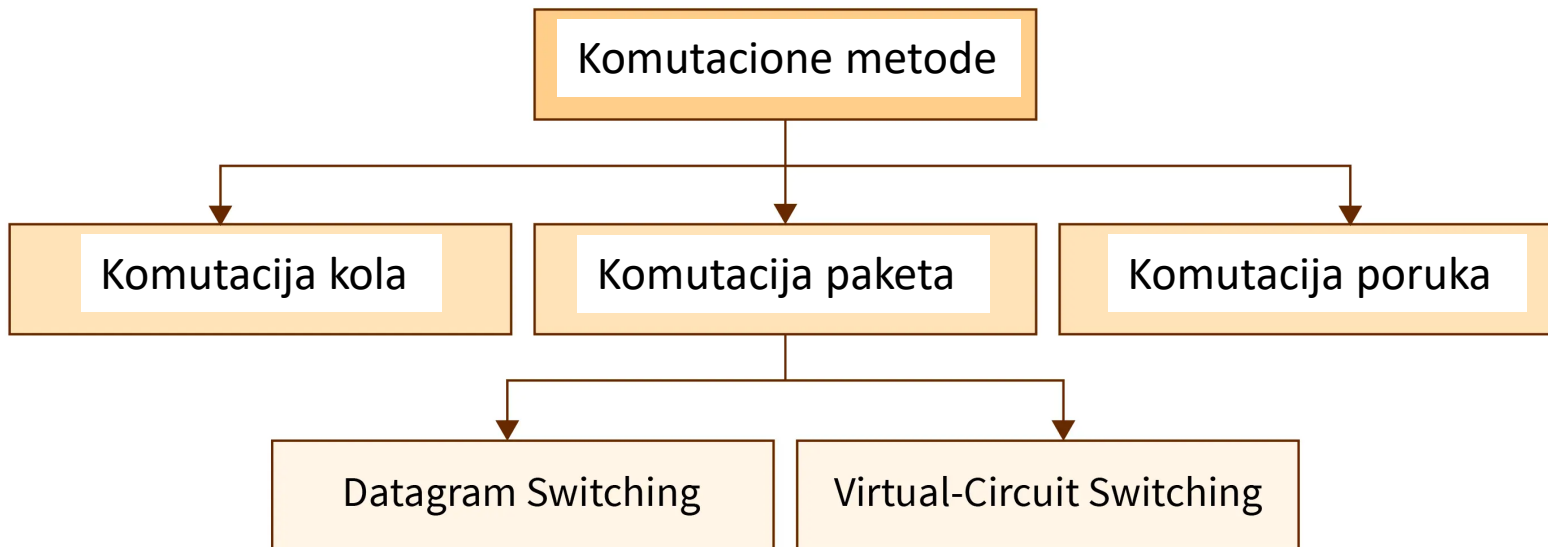 Komutacione metode
Komutacija kola
Komutacija paketa
Komutacija poruka
Datagram Switching
Virtual-Circuit Switching